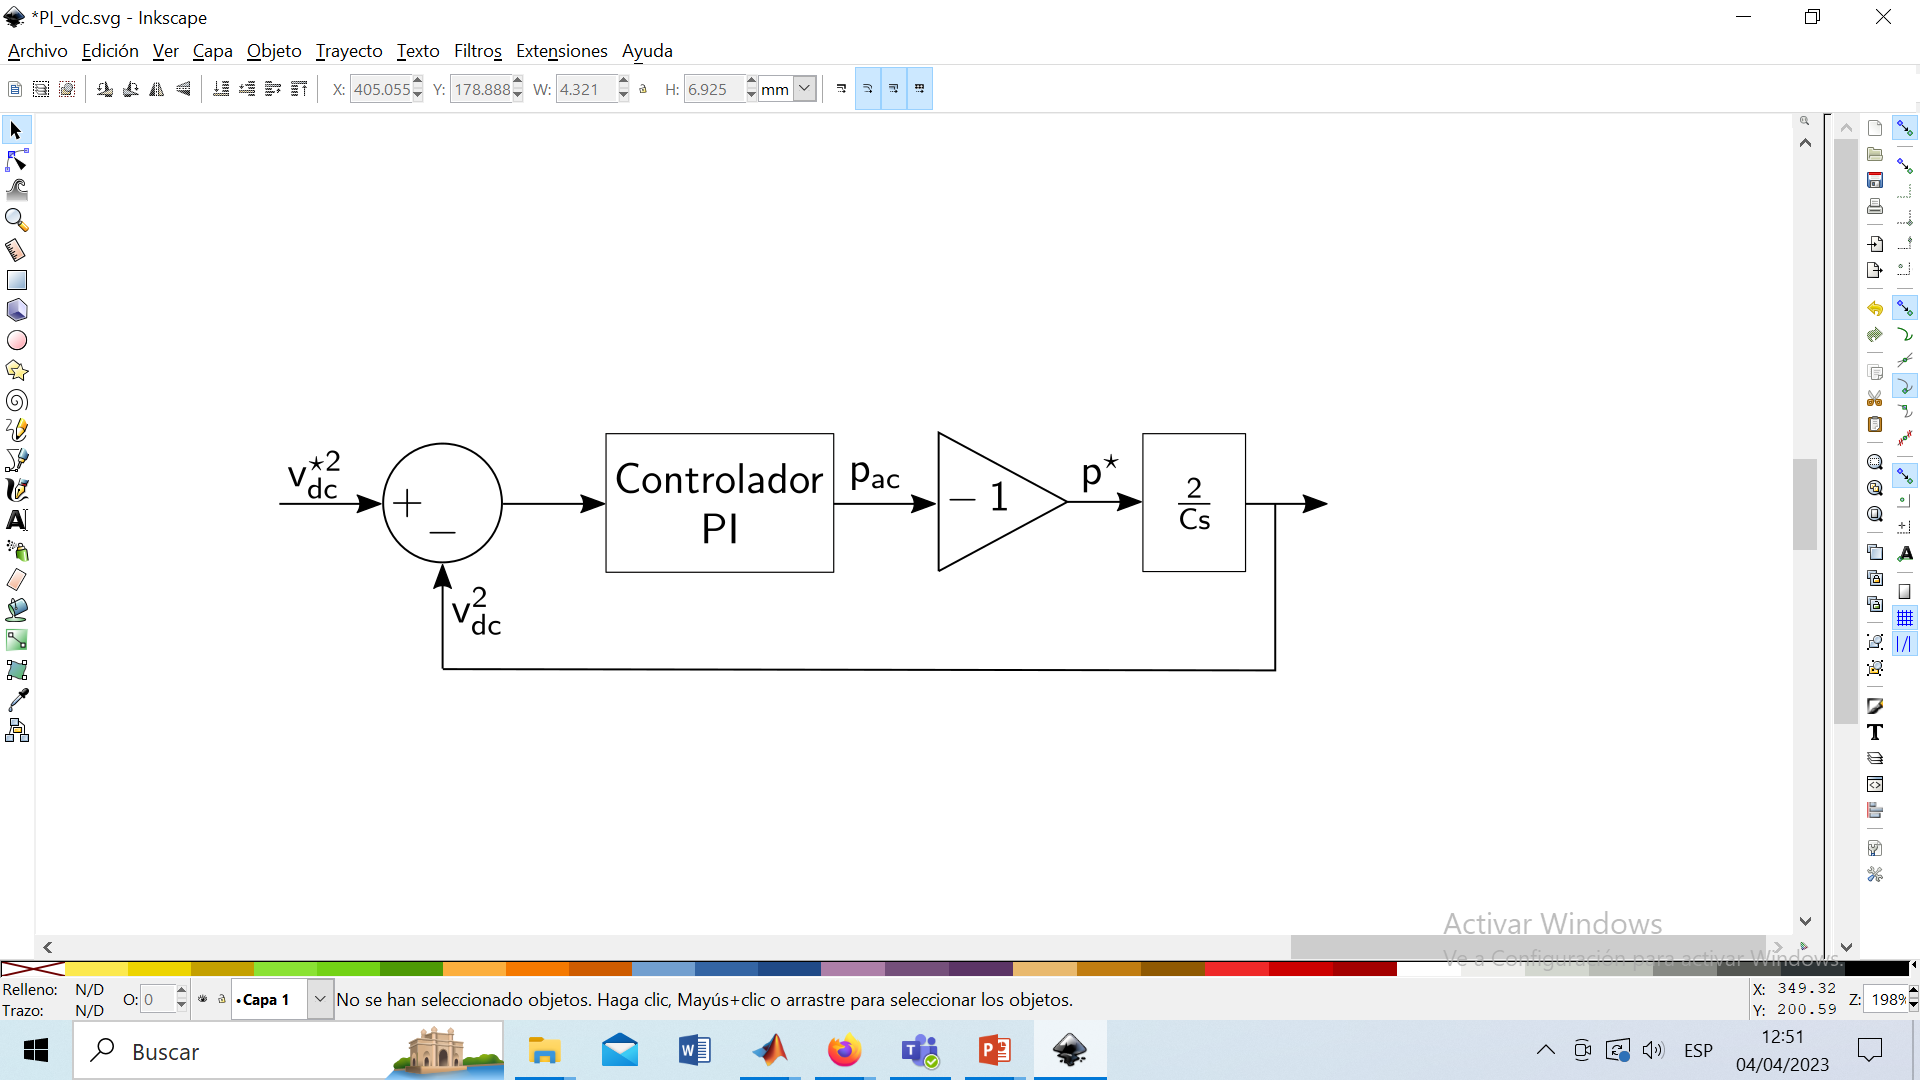 *PI_vdc.svg - Inkscape
Archivo Edición Ver Capa Objeto Trayecto Texto Filtros Extensiones Ayuda
X: 405.055 Y: 178.888 W: 4.321 H: 6.925 mm
v*2 dc
+
−
Controlador
PI
pac
− 1
p*
2
Cs
v2 dc
Activar Windows
Ve a Configuración para activar Windows.
Relleno: N/D
Trazo: N/D
O: 0
•Capa 1
No se han seleccionado objetos. Haga clic, Mayús+clic o arrastre para seleccionar los objetos.
X: 349.32
Y: 200.59
Z: 198%
Buscar
ESP
12:51
04/04/2023